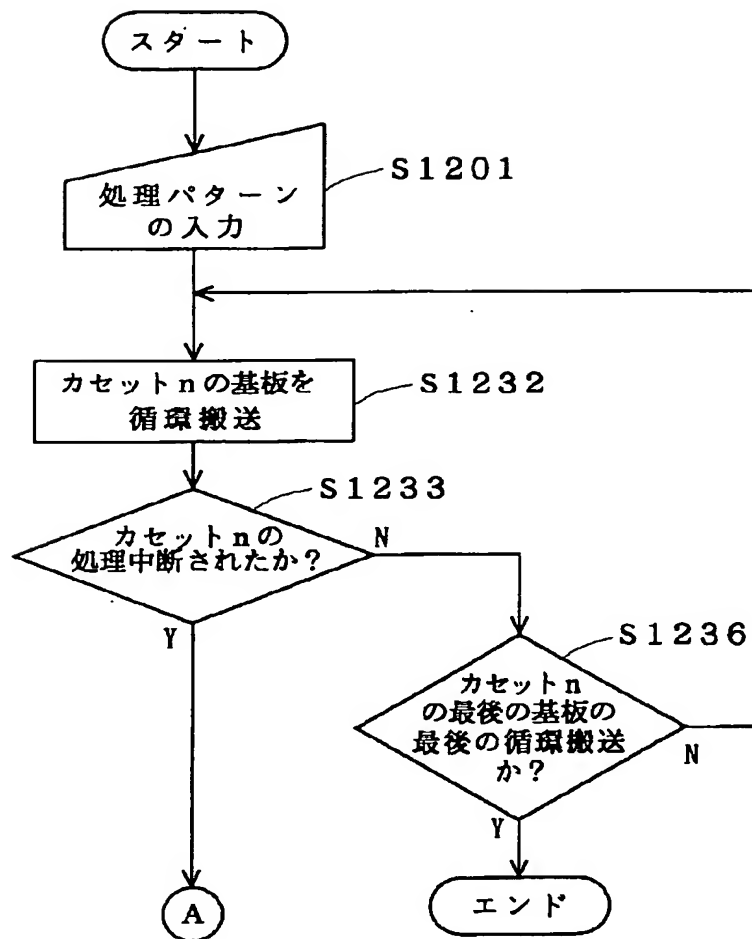 スタート
処理パターン
の入力
S1201
カセットnの基板を
循環搬送
S1232
カセットnの
処理中断されたか？
S1233
N
Y
カセットn
の最後の基板の
最後の循環搬送
か？
S1236
N
Y
A
エンド